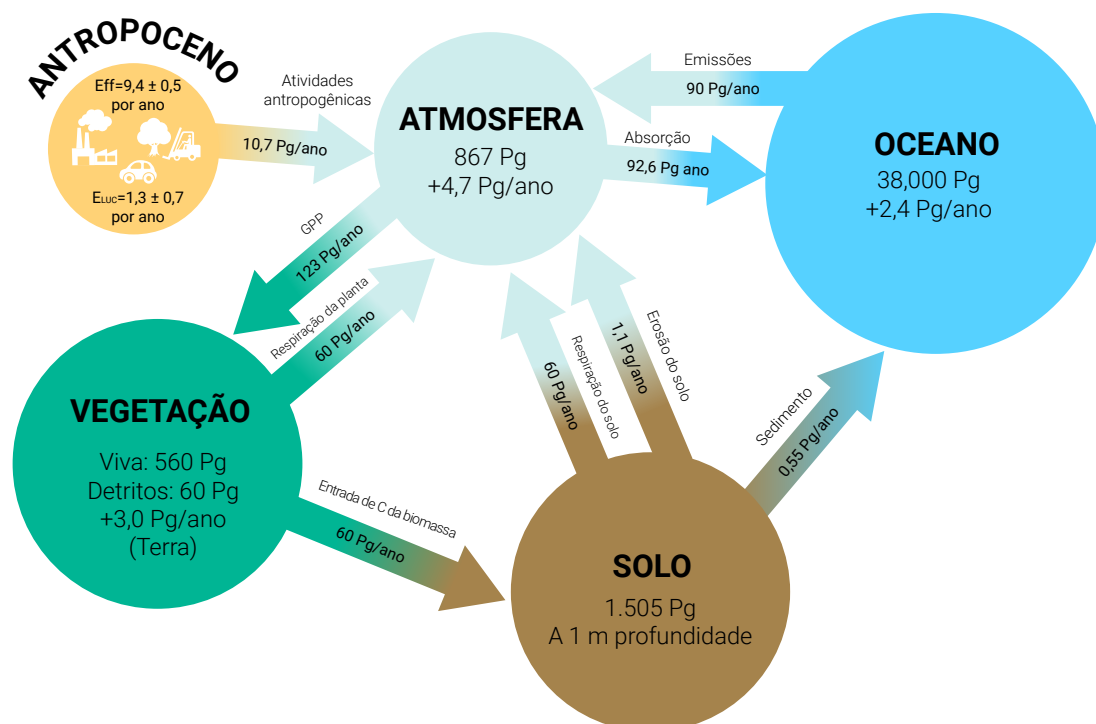 ANTROPOCENO
Eff=9,4 ± 0,5
por ano
ELUC=1,3 ± 0,7
por ano
Atividades
antropogênicas
10,7 Pg/ano
ATMOSFERA
867 Pg
+4,7 Pg/ano
Emissões
90 Pg/ano
Absorção
92,6 Pg ano
OCEANO
38,000 Pg
+2,4 Pg/ano
GPP
123 Pg/ano
Respiração da planta
60 Pg/ano
VEGETAÇÃO
Viva: 560 Pg
Detritos: 60 Pg
+3,0 Pg/ano
(Terra)
Entrada de C da biomassa
60 Pg/ano
60 Pg/ano
Respiração do solo
1,1 Pg/ano
Erosão do solo
Sedimento
0,55 Pg/ano
SOLO
1.505 Pg
A 1 m profundidade